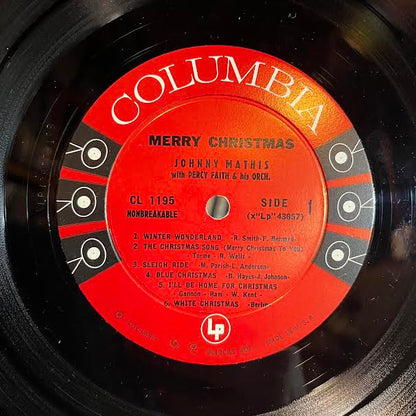 COLUMBIA
MERRY CHRISTMAS
JOHNNY MATHIS
with PERCY FAITH & his ORCH.
CL 1195
NONBREAKABLE
SIDE 1
(x"Lp"43857)
1. WINTER WONDERLAND -R. Smith-F. Bernard
2. THE CHRISTMAS SONG (Merry Christmas To You)
Torme - R. Wells
3. SLEIGH RIDE -M. Parish-L. Anderson
4. BLUE CHRISTMAS -B. Hayes-J. Johnson
5. I'LL BE HOME FOR CHRISTMAS
Gannon - Ram - W. Kent
6. WHITE CHRISTMAS -Berlin
Lp